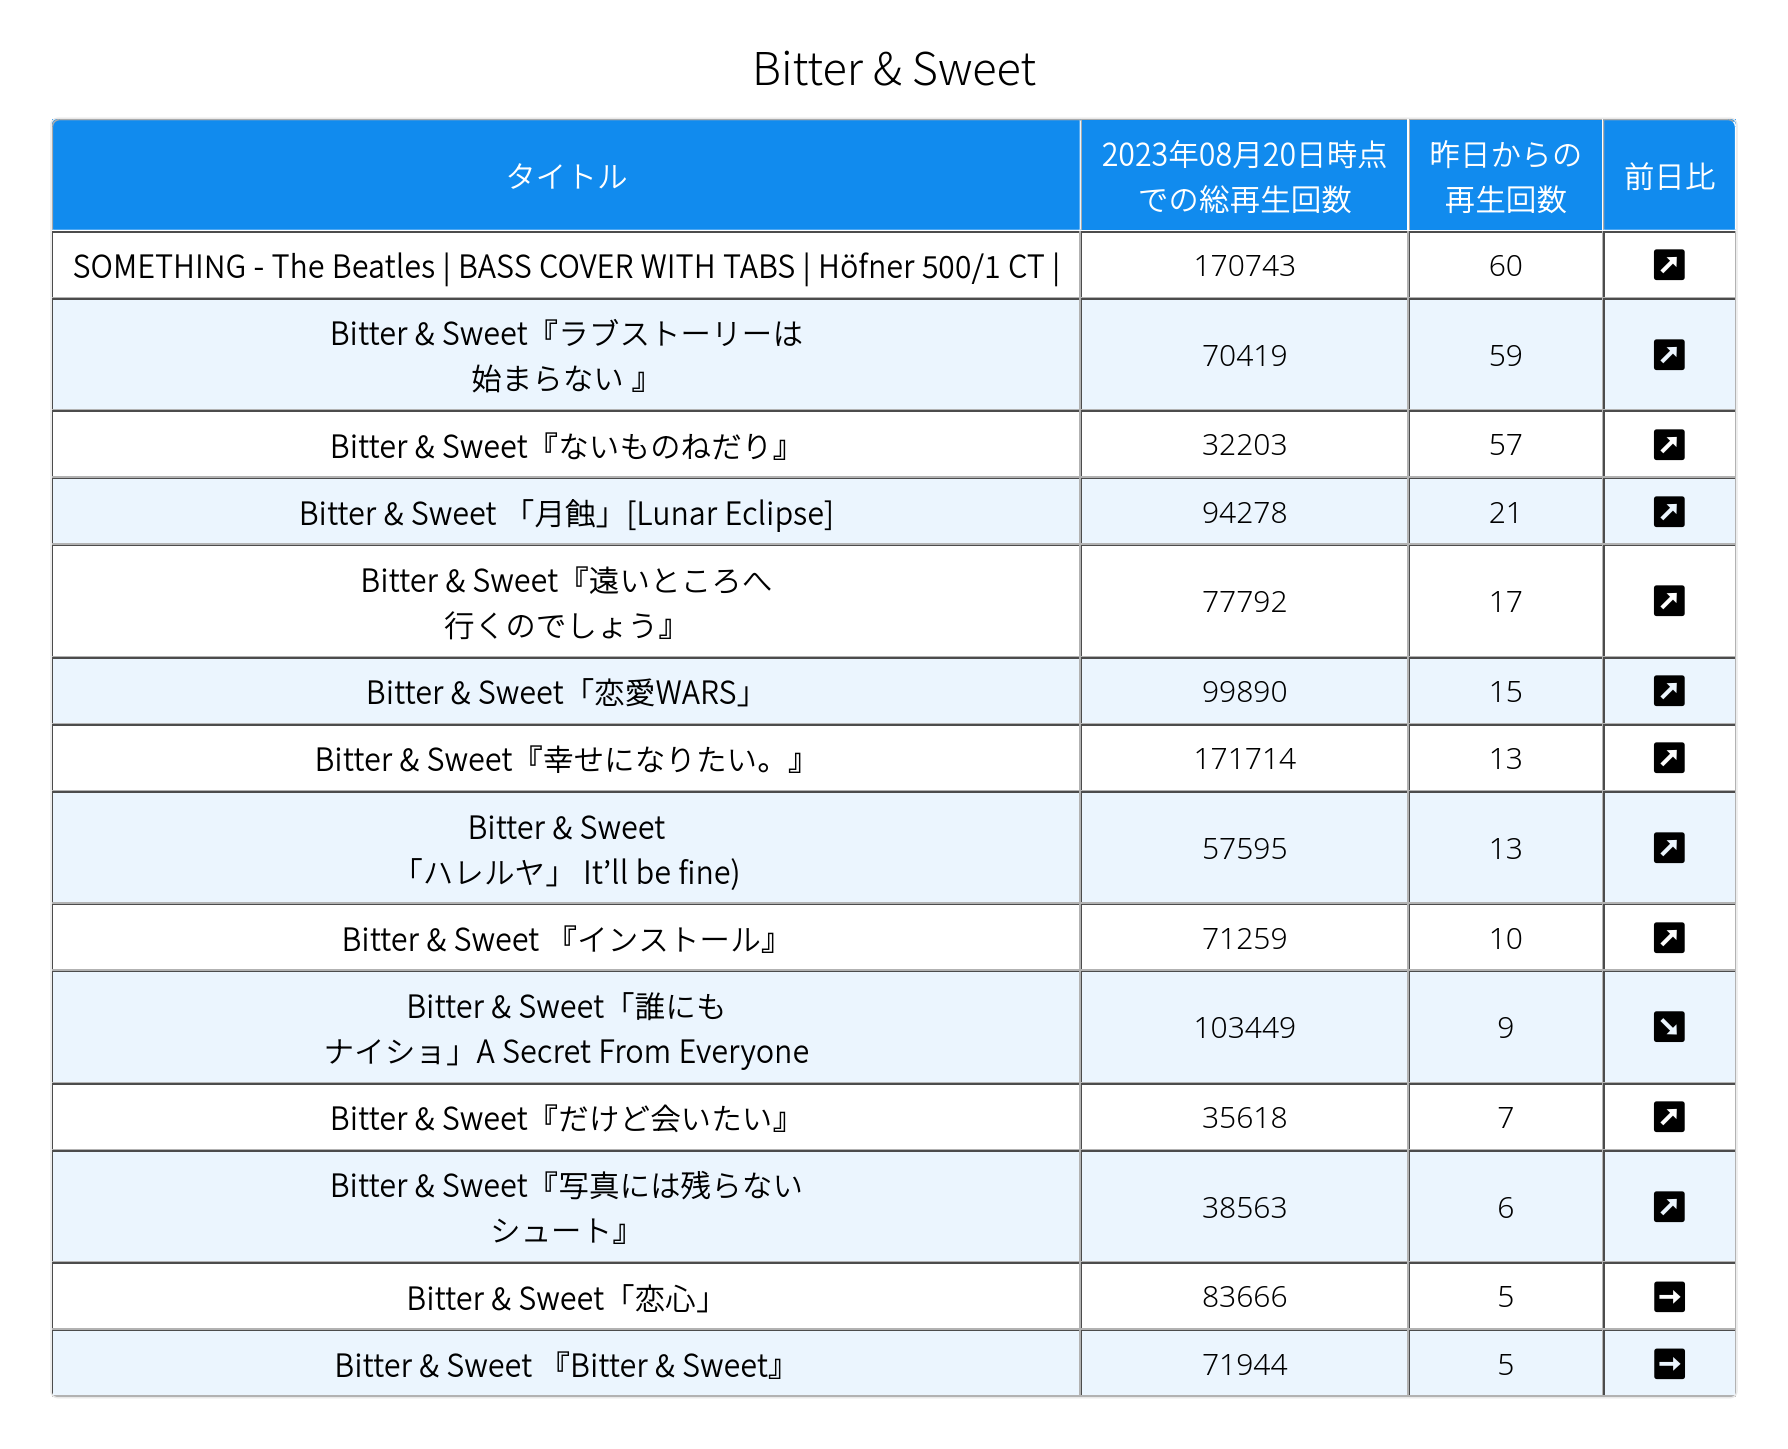 Bitter & Sweet
タイトル
2023年08月20日時点
での総再生回数
昨日からの
再生回数
前日比
SOMETHING - The Beatles | BASS COVER WITH TABS | Höfner 500/1 CT |
170743
60
Bitter & Sweet『ラブストーリーは
始まらない 』
70419
59
Bitter & Sweet『ないものねだり』
32203
57
Bitter & Sweet 「月蝕」[Lunar Eclipse]
94278
21
Bitter & Sweet『遠いところへ
行くのでしょう』
77792
17
Bitter & Sweet「恋愛WARS」
99890
15
Bitter & Sweet『幸せになりたい。』
171714
13
Bitter & Sweet
「ハレルヤ」 It’ll be fine)
57595
13
Bitter & Sweet 『インストール』
71259
10
Bitter & Sweet「誰にも
ナイショ」A Secret From Everyone
103449
9
Bitter & Sweet『だけど会いたい』
35618
7
Bitter & Sweet『写真には残らない
シュート』
38563
6
Bitter & Sweet「恋心」
83666
5
Bitter & Sweet 『Bitter & Sweet』
71944
5